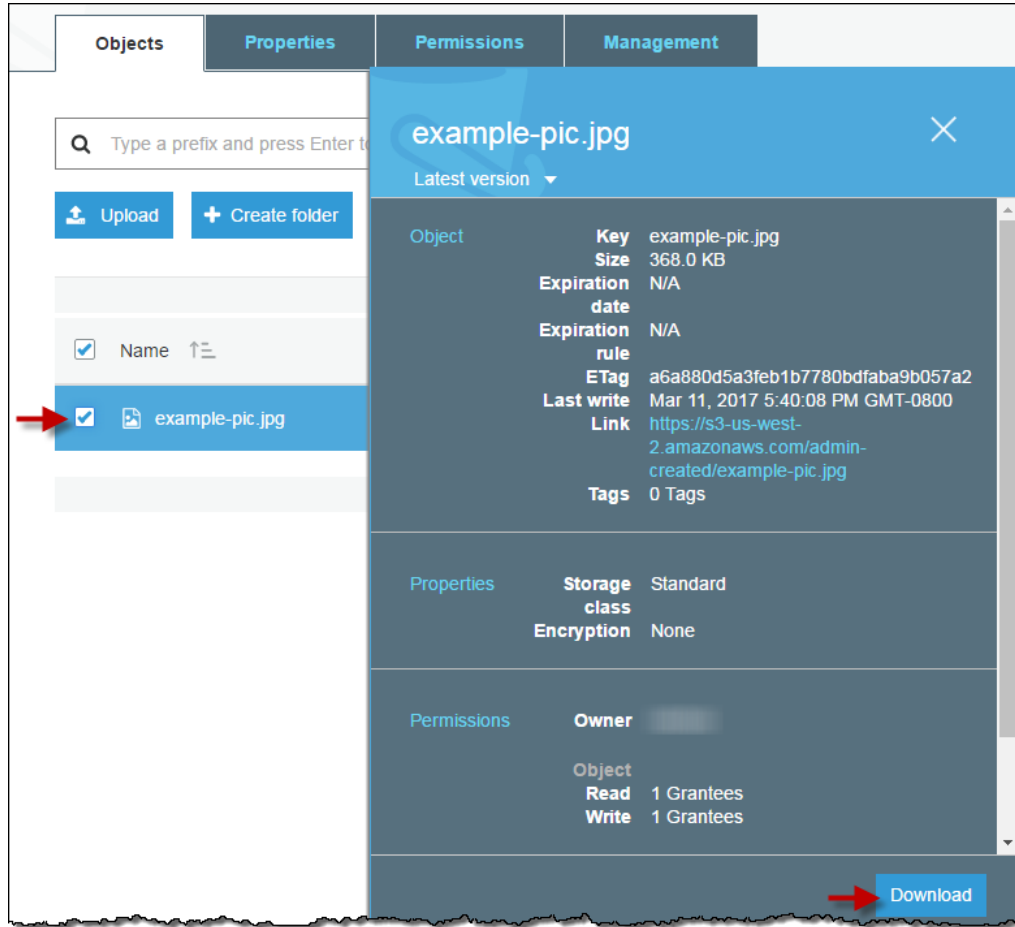 Objects
Properties
Permissions
Management
Type a prefix and press Enter t
Upload
Create folder
Name
example-pic.jpg
example-pic.jpg
Latest version
Object
Key example-pic.jpg
Size 368.0 KB
Expiration N/A
date
Expiration N/A
rule
ETag a6a880d5a3feb1b7780bdfaba9b057a2
Last write Mar 11, 2017 5:40:08 PM GMT-0800
Link https://s3-us-west-
2.amazonaws.com/admin-
created/example-pic.jpg
Tags 0 Tags
Properties
Storage Standard
class
Encryption None
Permissions
Owner
Object
Read 1 Grantees
Write 1 Grantees
Download